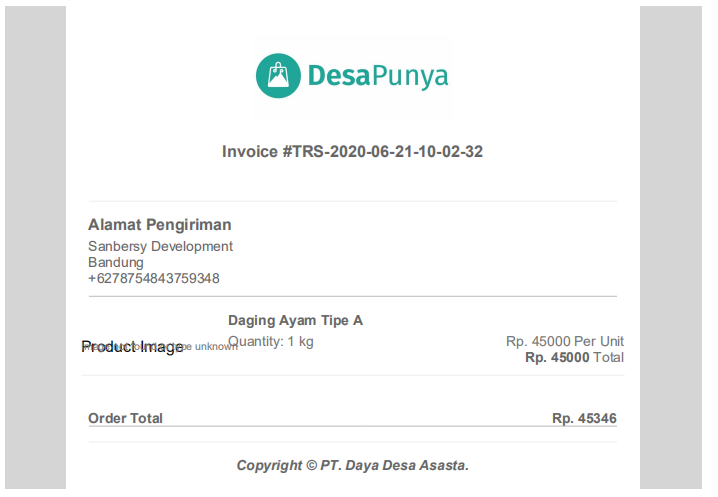 DesaPunya
Invoice #TRS-2020-06-21-10-02-32
Alamat Pengiriman
Sanbersy Development
Bandung
+6278754843759348
Daging Ayam Tipe A
Product Image
Quantity: 1 kg
Rp. 45000 Per Unit
Rp. 45000 Total
type unknown
Order Total
Rp. 45346
Copyright © PT. Daya Desa Asasta.